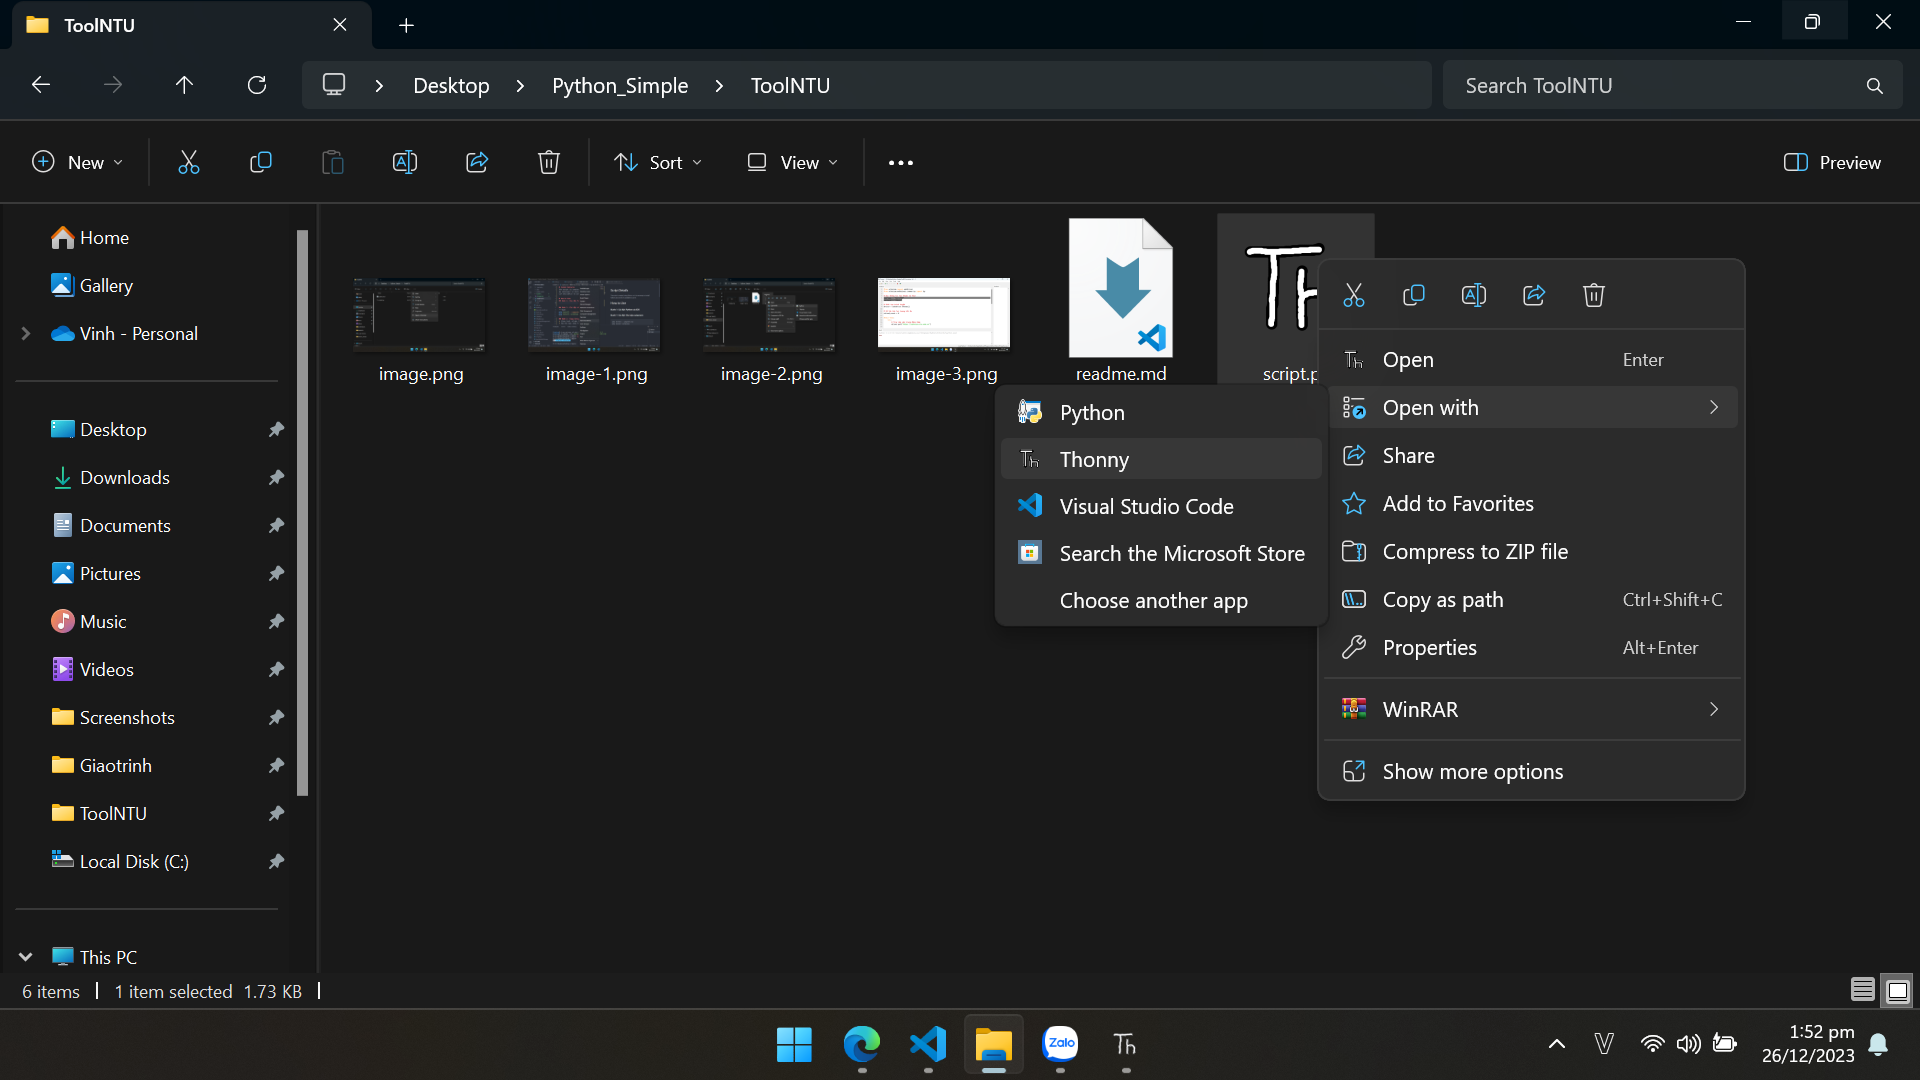 ToolNTU
Desktop
Python_Simple
ToolNTU
Search ToolNTU
New
Sort
View
Preview
Home
Gallery
Vinh - Personal
Desktop
Downloads
Documents
Pictures
Music
Videos
Screenshots
Giaotrinh
ToolNTU
Local Disk (C:)
This PC
image.png
image-1.png
image-2.png
image-3.png
readme.md
script.p
Open Enter
Open with
Share
Add to Favorites
Compress to ZIP file
Copy as path Ctrl+Shift+C
Properties Alt+Enter
WinRAR
Show more options
Python
Thonny
Visual Studio Code
Search the Microsoft Store
Choose another app
6 items
1 item selected 1.73 KB
Zalo
Th
V
1:52 pm
26/12/2023